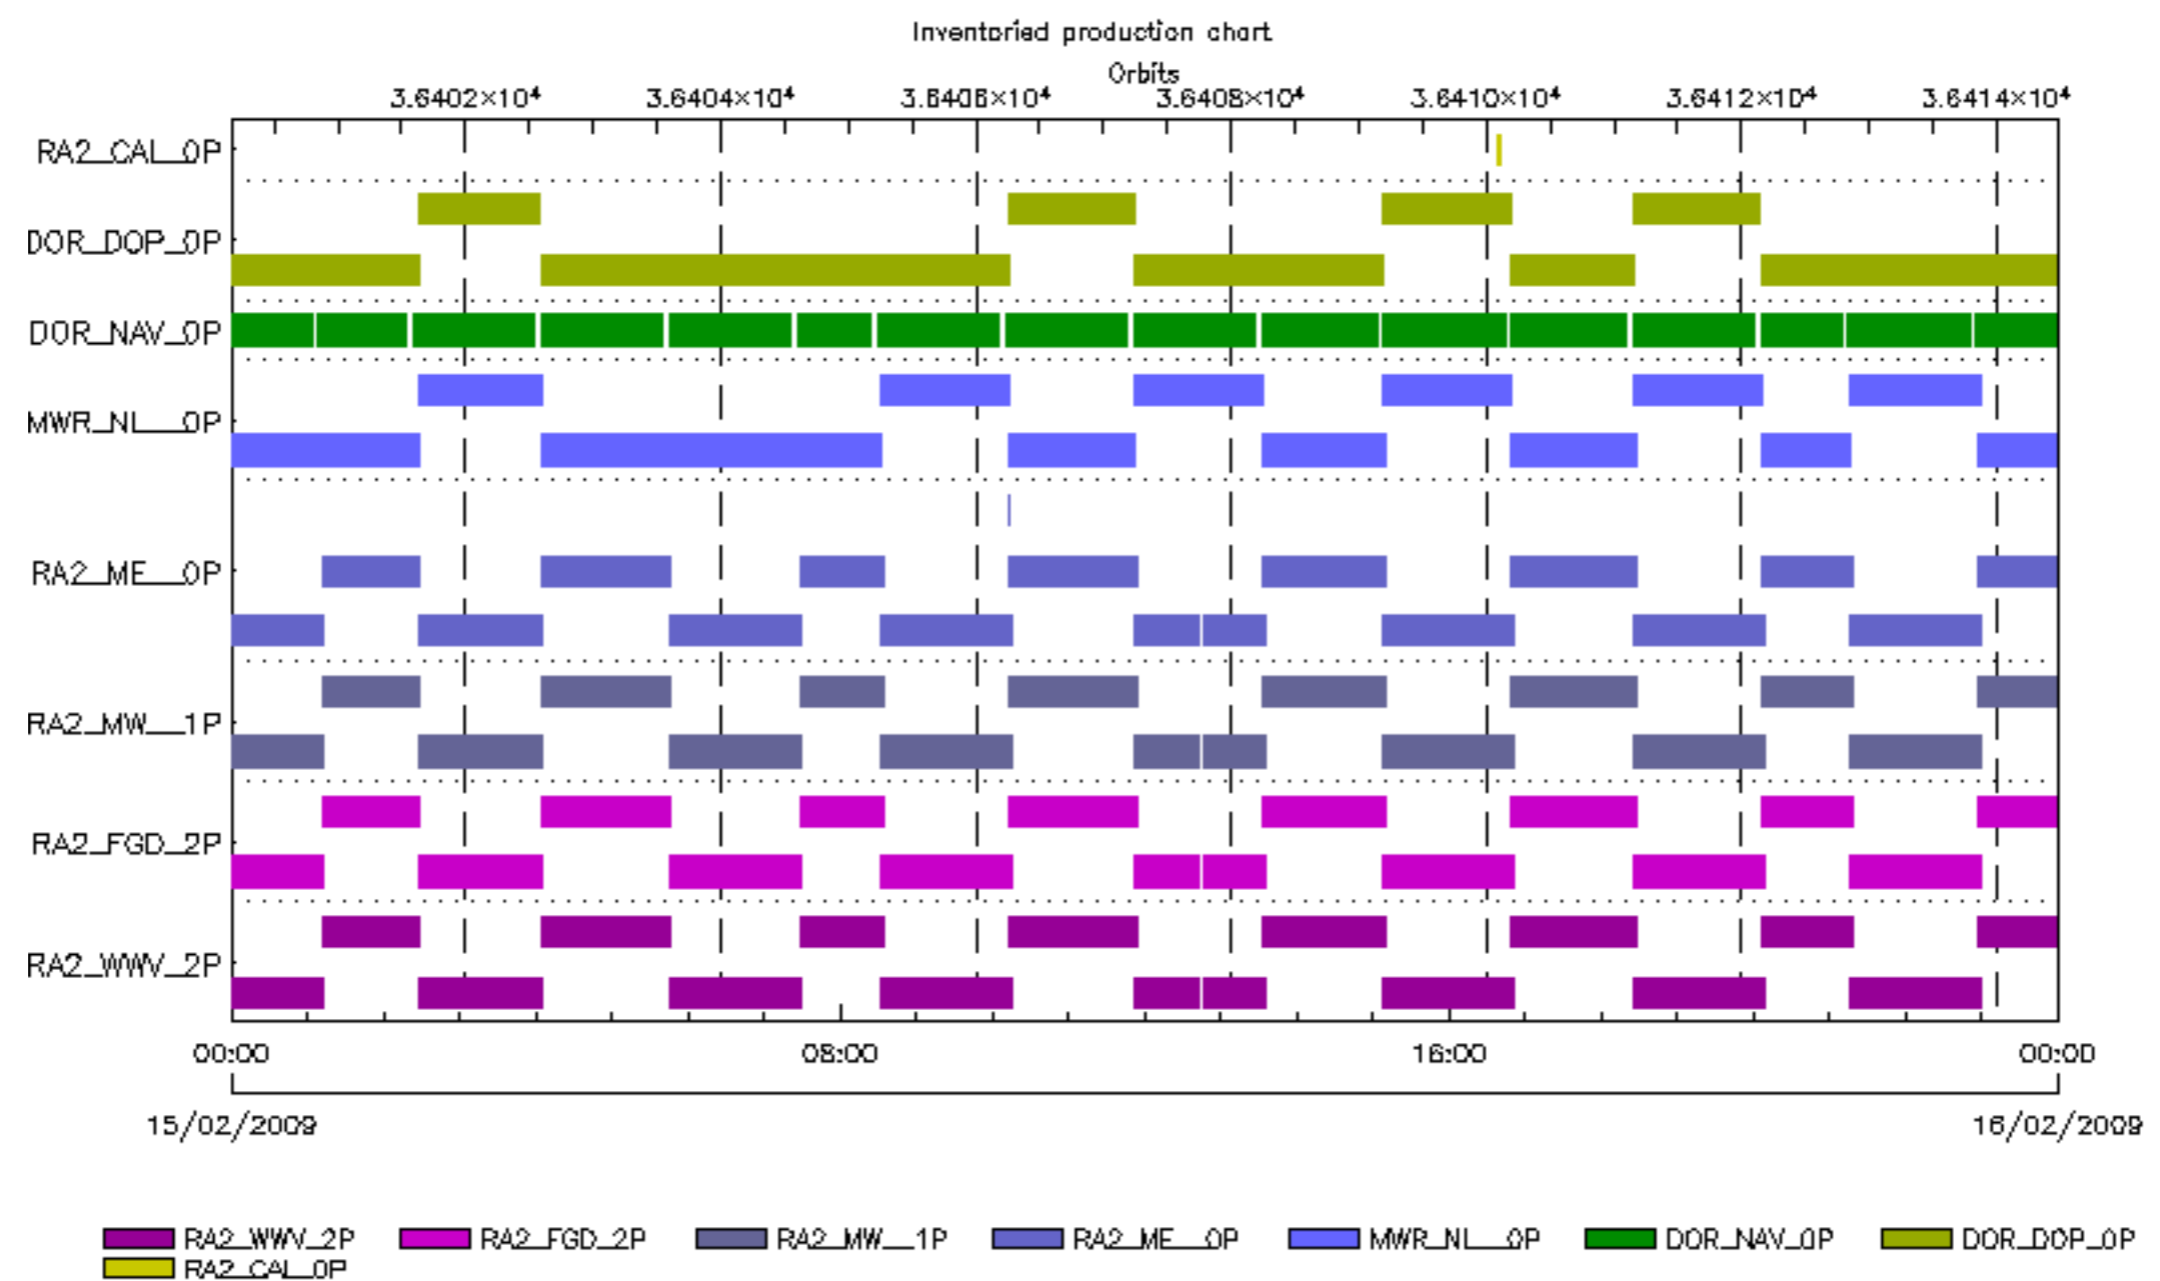 Inventoried production chart
Orbits
3.6402×10⁴ 3.6404×10⁴ 3.6406×10⁴ 3.6408×10⁴ 3.6410×10⁴ 3.6412×10⁴ 3.6414×10⁴
RA2_CAL_0P
DOR_DOP_0P
DOR_NAV_0P
MWR_NL__0P
RA2_ME__0P
RA2_MW__1P
RA2_FGD_2P
RA2_WWV_2P
00:00 08:00 16:00 00:00
15/02/2009 16/02/2009
RA2_WWV_2P RA2_FGD_2P RA2_MW__1P RA2_ME__0P MWR_NL__0P DOR_NAV_0P DOR_DOP_0P
RA2_CAL_0P